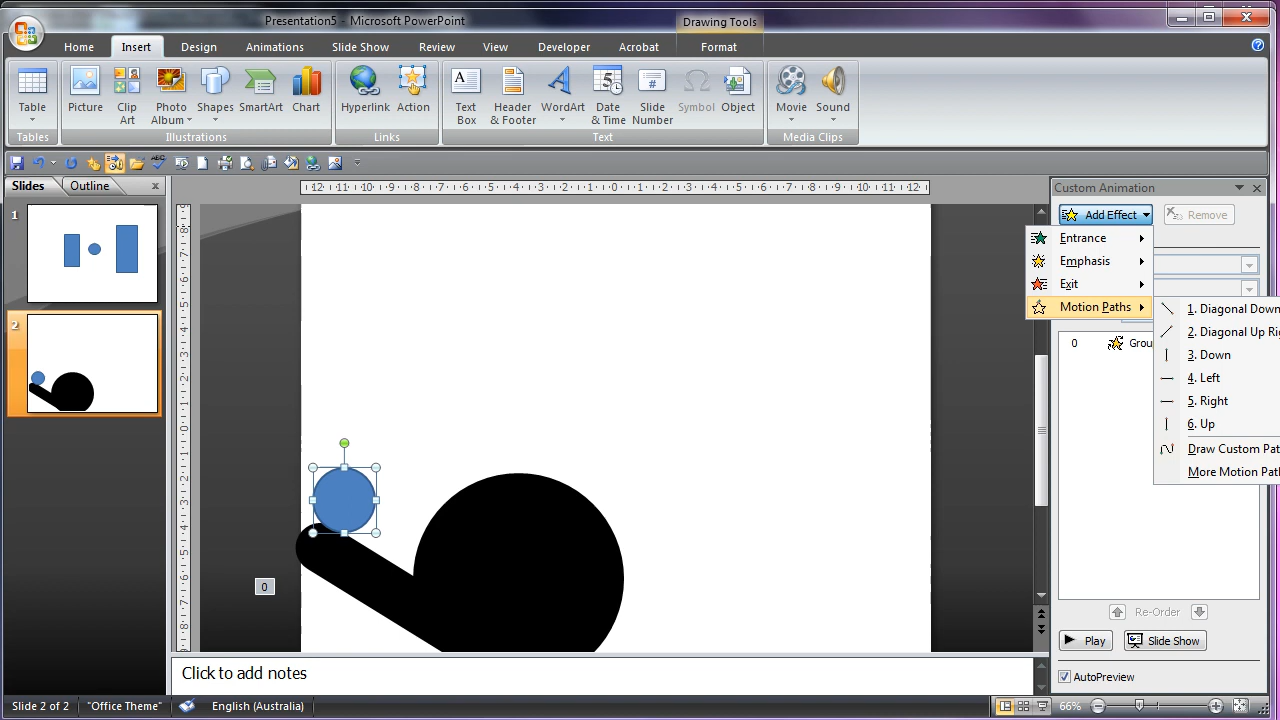 Presentation5 - Microsoft PowerPoint
Drawing Tools
Home Insert Design Animations Slide Show Review View Developer Acrobat Format
Table
Picture
Clip Art
Photo Album
Shapes
SmartArt
Chart
Hyperlink
Action
Text Box
Header & Footer
WordArt
Date & Time
Slide Number
Symbol
Object
Movie
Sound
Tables
Illustrations
Links
Text
Media Clips
Slides
Outline
1
2
0
Click to add notes
Custom Animation
Add Effect
Remove
Entrance
Emphasis
Exit
Motion Paths
1. Diagonal Down
2. Diagonal Up Ri
3. Down
4. Left
5. Right
6. Up
Draw Custom Pat
More Motion Pat
0 Grou
Re-Order
Play
Slide Show
AutoPreview
Slide 2 of 2
"Office Theme"
English (Australia)
66%